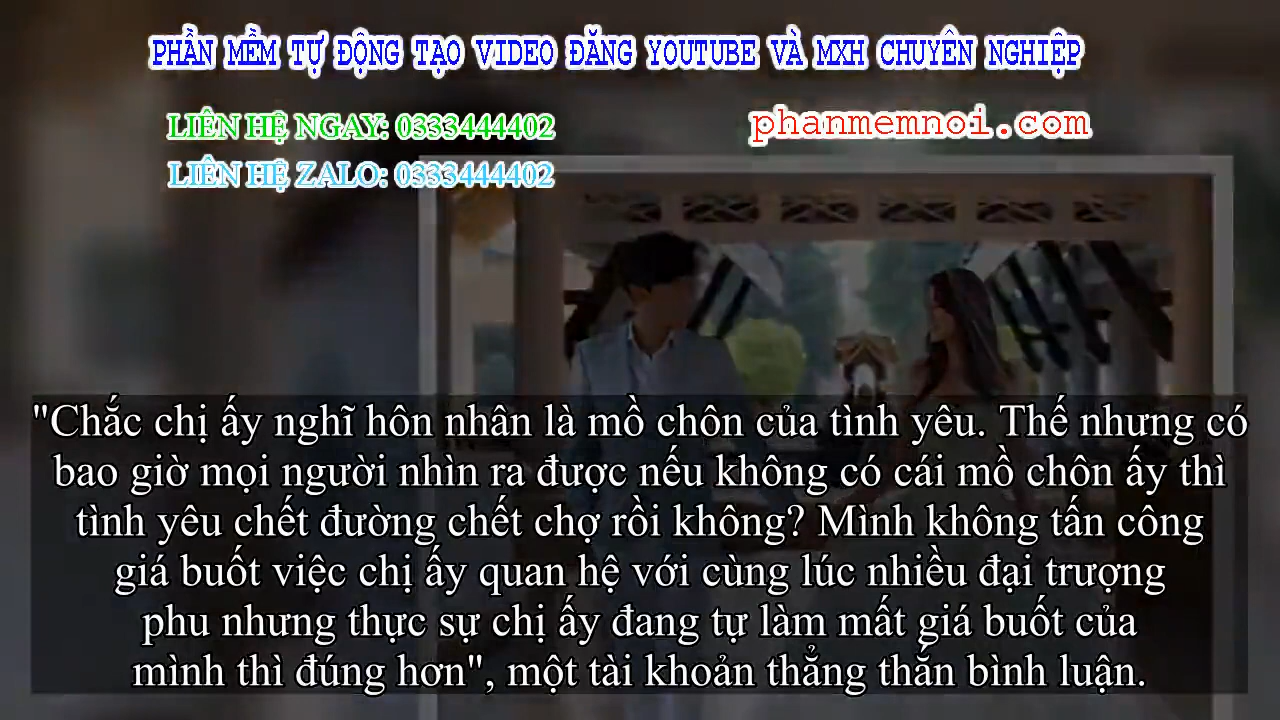 PHẦN MỀM TỰ ĐỘNG TẠO VIDEO ĐĂNG YOUTUBE VÀ MXH CHUYÊN NGHIỆP
LIÊN HỆ NGAY: 0333444402
phanmemnoi.com
LIÊN HỆ ZALO: 0333444402
"Chắc chị ấy nghĩ hôn nhân là mồ chôn của tình yêu. Thế nhưng có
bao giờ mọi người nhìn ra được nếu không có cái mồ chôn ấy thì
tình yêu chết đường chết chợ rồi không? Mình không tấn công
giá buốt việc chị ấy quan hệ với cùng lúc nhiều đại trượng
phu nhưng thực sự chị ấy đang tự làm mất giá buốt của
mình thì đúng hơn", một tài khoản thẳng thắn bình luận.